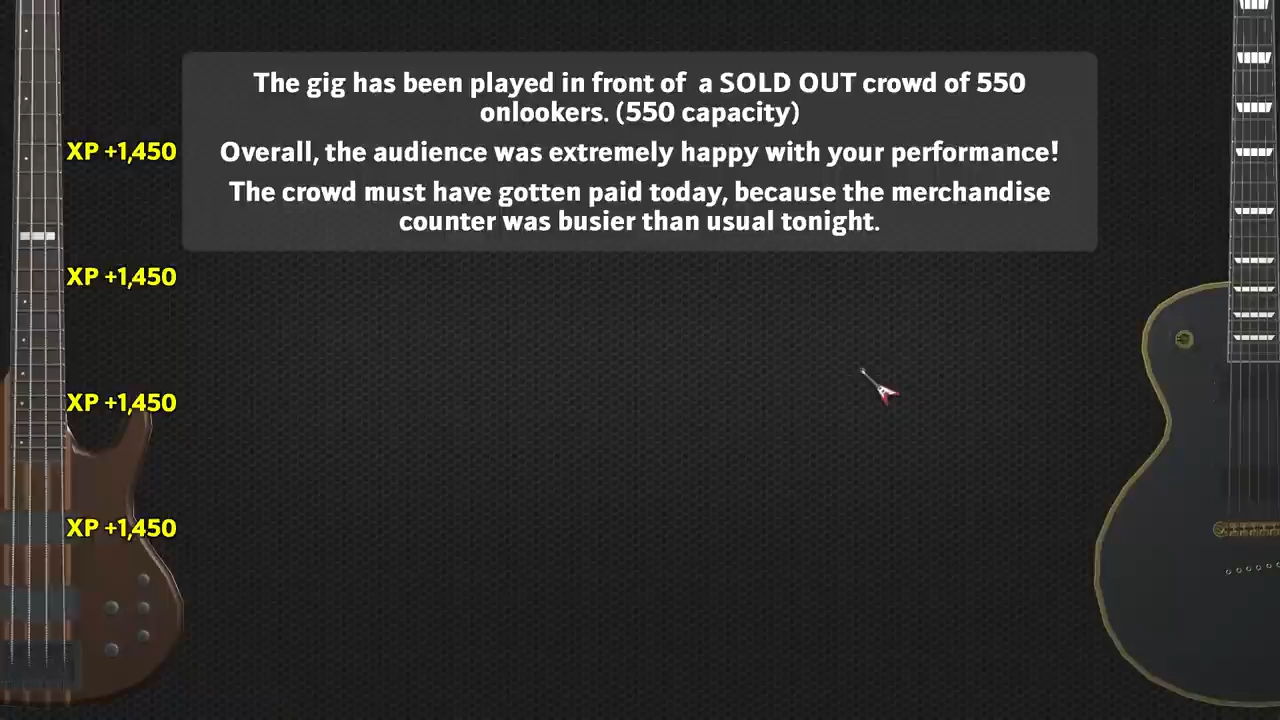 The gig has been played in front of a SOLD OUT crowd of 550
onlookers. (550 capacity)
XP +1,450
Overall, the audience was extremely happy with your performance!
The crowd must have gotten paid today, because the merchandise
counter was busier than usual tonight.
XP +1,450
XP +1,450
XP +1,450